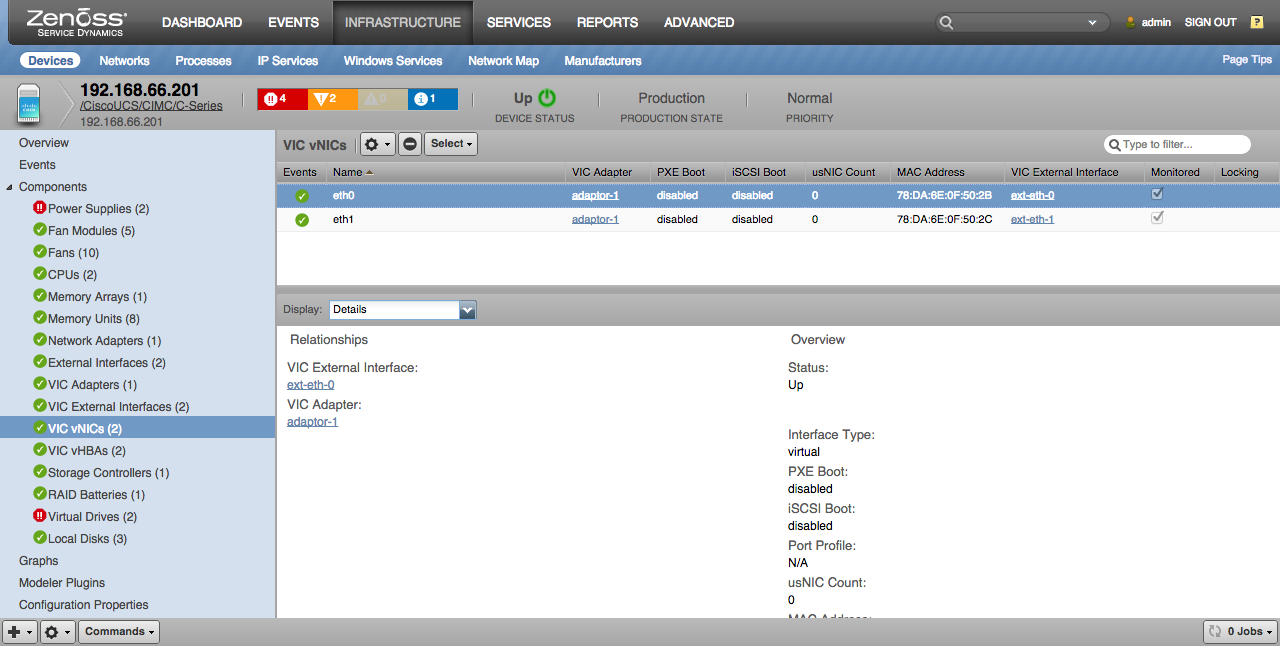 Zenoss
SERVICE DYNAMICS
DASHBOARD EVENTS INFRASTRUCTURE SERVICES REPORTS ADVANCED
admin SIGN OUT ?
Devices Networks Processes IP Services Windows Services Network Map Manufacturers Page Tips
192.168.66.201
/CiscoUCS/CIMC/C-Series
192.168.66.201
4 2 0 1
Up
DEVICE STATUS
Production
PRODUCTION STATE
Normal
PRIORITY
Overview
Events
Components
Power Supplies (2)
Fan Modules (5)
Fans (10)
CPUs (2)
Memory Arrays (1)
Memory Units (8)
Network Adapters (1)
External Interfaces (2)
VIC Adapters (1)
VIC External Interfaces (2)
VIC vNICs (2)
VIC vHBAs (2)
Storage Controllers (1)
RAID Batteries (1)
Virtual Drives (2)
Local Disks (3)
Graphs
Modeler Plugins
Configuration Properties
VIC vNICs Select Type to filter...
Events Name VIC Adapter PXE Boot iSCSI Boot usNIC Count MAC Address VIC External Interface Monitored Locking
eth0 adaptor-1 disabled disabled 0 78:DA:6E:0F:50:2B ext-eth-0
eth1 adaptor-1 disabled disabled 0 78:DA:6E:0F:50:2C ext-eth-1
Display: Details
Relationships
VIC External Interface:
ext-eth-0
VIC Adapter:
adaptor-1
Overview
Status:
Up
Interface Type:
virtual
PXE Boot:
disabled
iSCSI Boot:
disabled
Port Profile:
N/A
usNIC Count:
0
MAC Address:
Commands 0 Jobs